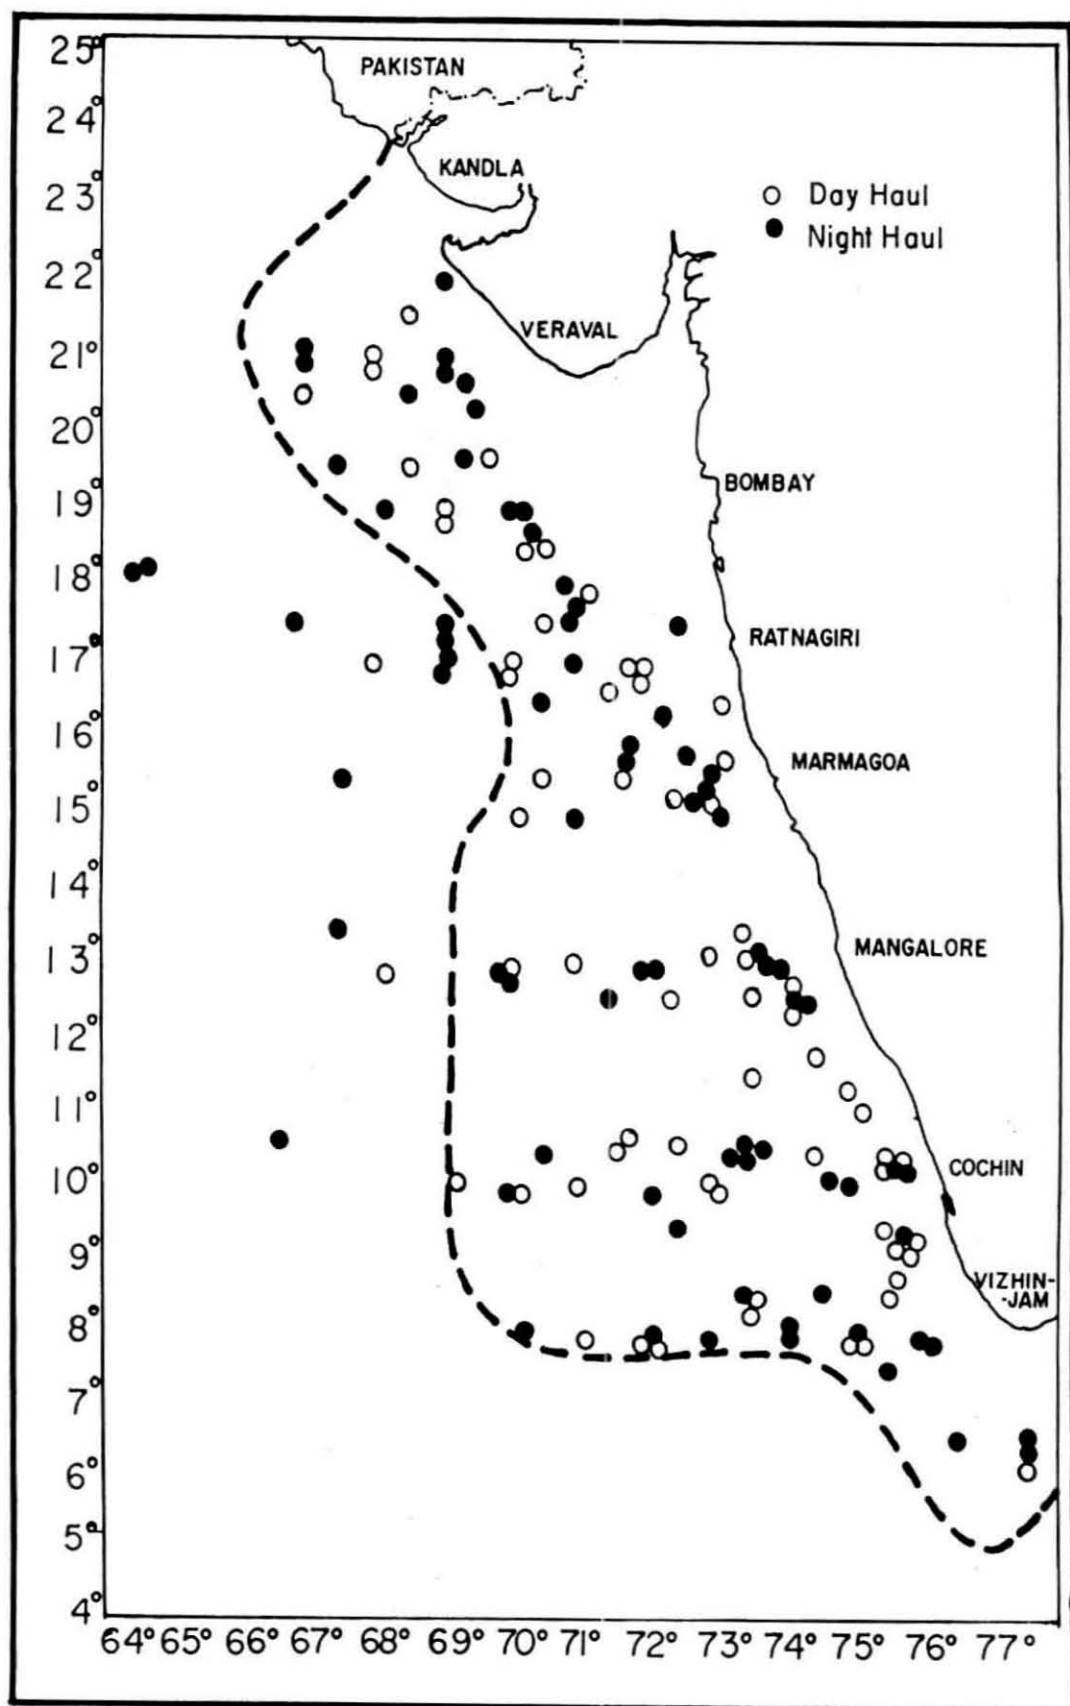 25°
PAKISTAN
24°
KANDLA
23°
Day Haul
Night Haul
22°
VERAVAL
21°
20°
19°
BOMBAY
18°
17°
RATNAGIRI
16°
MARMAGOA
15°
14°
13°
MANGALORE
12°
11°
10°
COCHIN
9°
VIZHIN-
-JAM
8°
7°
6°
5°
4°
64° 65° 66° 67° 68° 69° 70° 71° 72° 73° 74° 75° 76° 77°